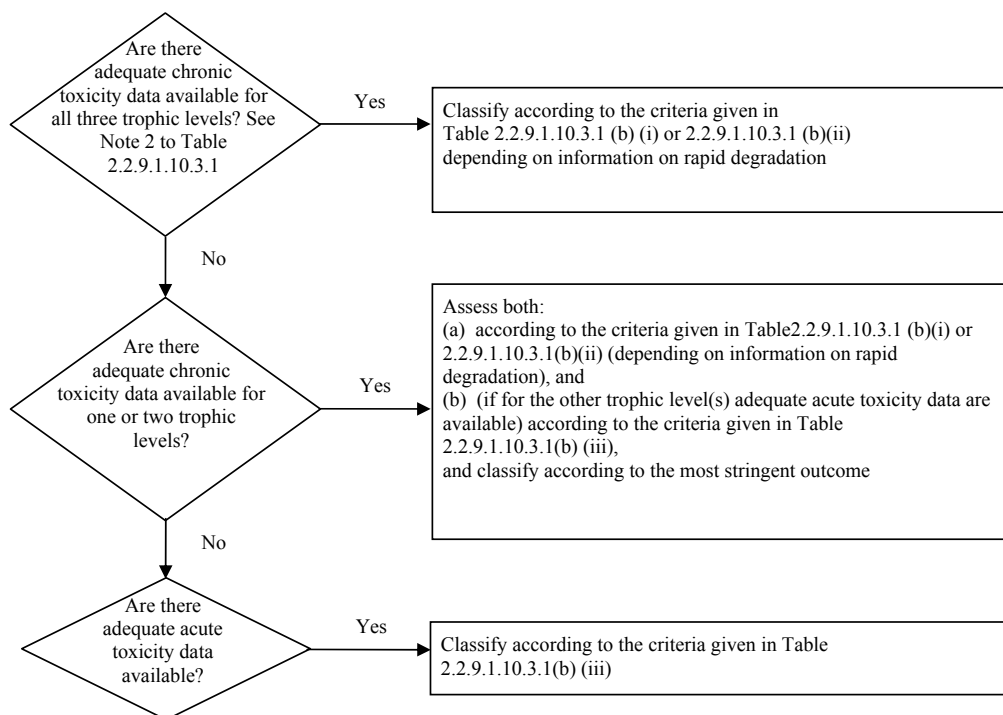 Are there
adequate chronic
toxicity data available for
all three trophic levels? See
Note 2 to Table
2.2.9.1.10.3.1
Yes
Classify according to the criteria given in
Table 2.2.9.1.10.3.1 (b) (i) or 2.2.9.1.10.3.1 (b)(ii)
depending on information on rapid degradation
No
Are there
adequate chronic
toxicity data available for
one or two trophic
levels?
Yes
Assess both:
(a) according to the criteria given in Table2.2.9.1.10.3.1 (b)(i) or
2.2.9.1.10.3.1(b)(ii) (depending on information on rapid
degradation), and
(b) (if for the other trophic level(s) adequate acute toxicity data are
available) according to the criteria given in Table
2.2.9.1.10.3.1(b) (iii),
and classify according to the most stringent outcome
No
Are there
adequate acute
toxicity data
available?
Yes
Classify according to the criteria given in Table
2.2.9.1.10.3.1(b) (iii)